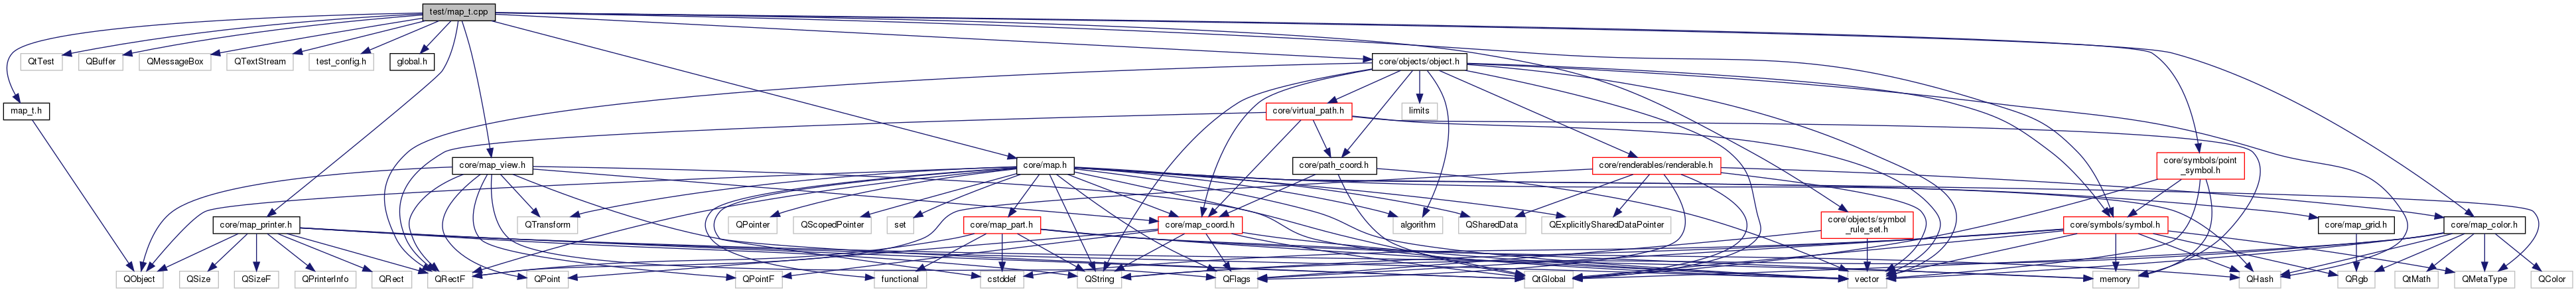 test/map_t.cpp
QtTest
QBuffer
QMessageBox
QTextStream
test_config.h
global.h
core/objects/object.h
map_t.h
core/virtual_path.h
limits
core/map_view.h
core/map.h
core/path_coord.h
core/renderables/renderable.h
core/symbols/point
_symbol.h
core/map_printer.h
QTransform
QPointer
QScopedPointer
set
core/map_part.h
core/map_coord.h
algorithm
QSharedData
QExplicitlySharedDataPointer
core/objects/symbol
_rule_set.h
core/symbols/symbol.h
core/map_grid.h
core/map_color.h
QObject
QSize
QSizeF
QPrinterInfo
QRect
QRectF
QPoint
QPointF
functional
cstddef
QString
QFlags
QtGlobal
vector
memory
QHash
QRgb
QtMath
QMetaType
QColor